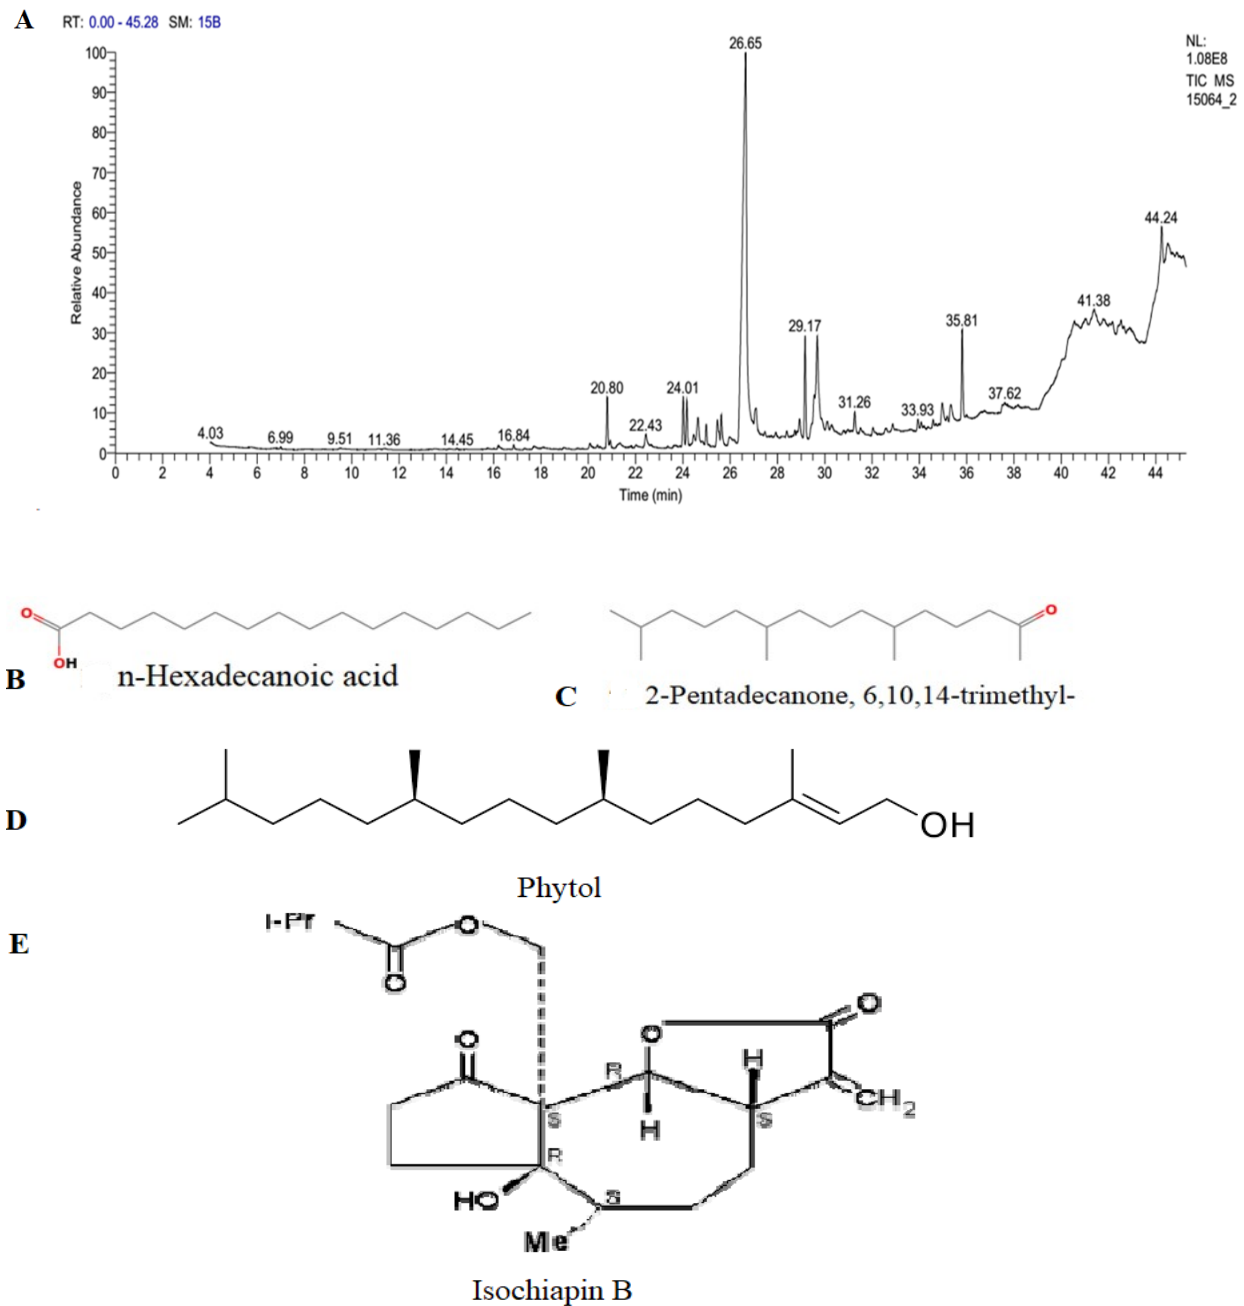 A RT: 0.00 - 45.28 SM: 15B
NL:
1.08E8
TIC MS
15064_2
Relative Abundance
100
90
80
70
60
50
40
30
20
10
0
4.03
6.99
9.51
11.36
14.45
16.84
20.80
22.43
24.01
26.65
29.17
31.26
33.93
35.81
37.62
41.38
44.24
0 2 4 6 8 10 12 14 16 18 20 22 24 26 28 30 32 34 36 38 40 42 44
Time (min)
O
OH
B n-Hexadecanoic acid
O
C 2-Pentadecanone, 6,10,14-trimethyl-
D
OH
Phytol
E
i-Pr
O
O
O
O
O
R
H
H
S
S
CH2
R
HO
S
Me
Isochiapin B